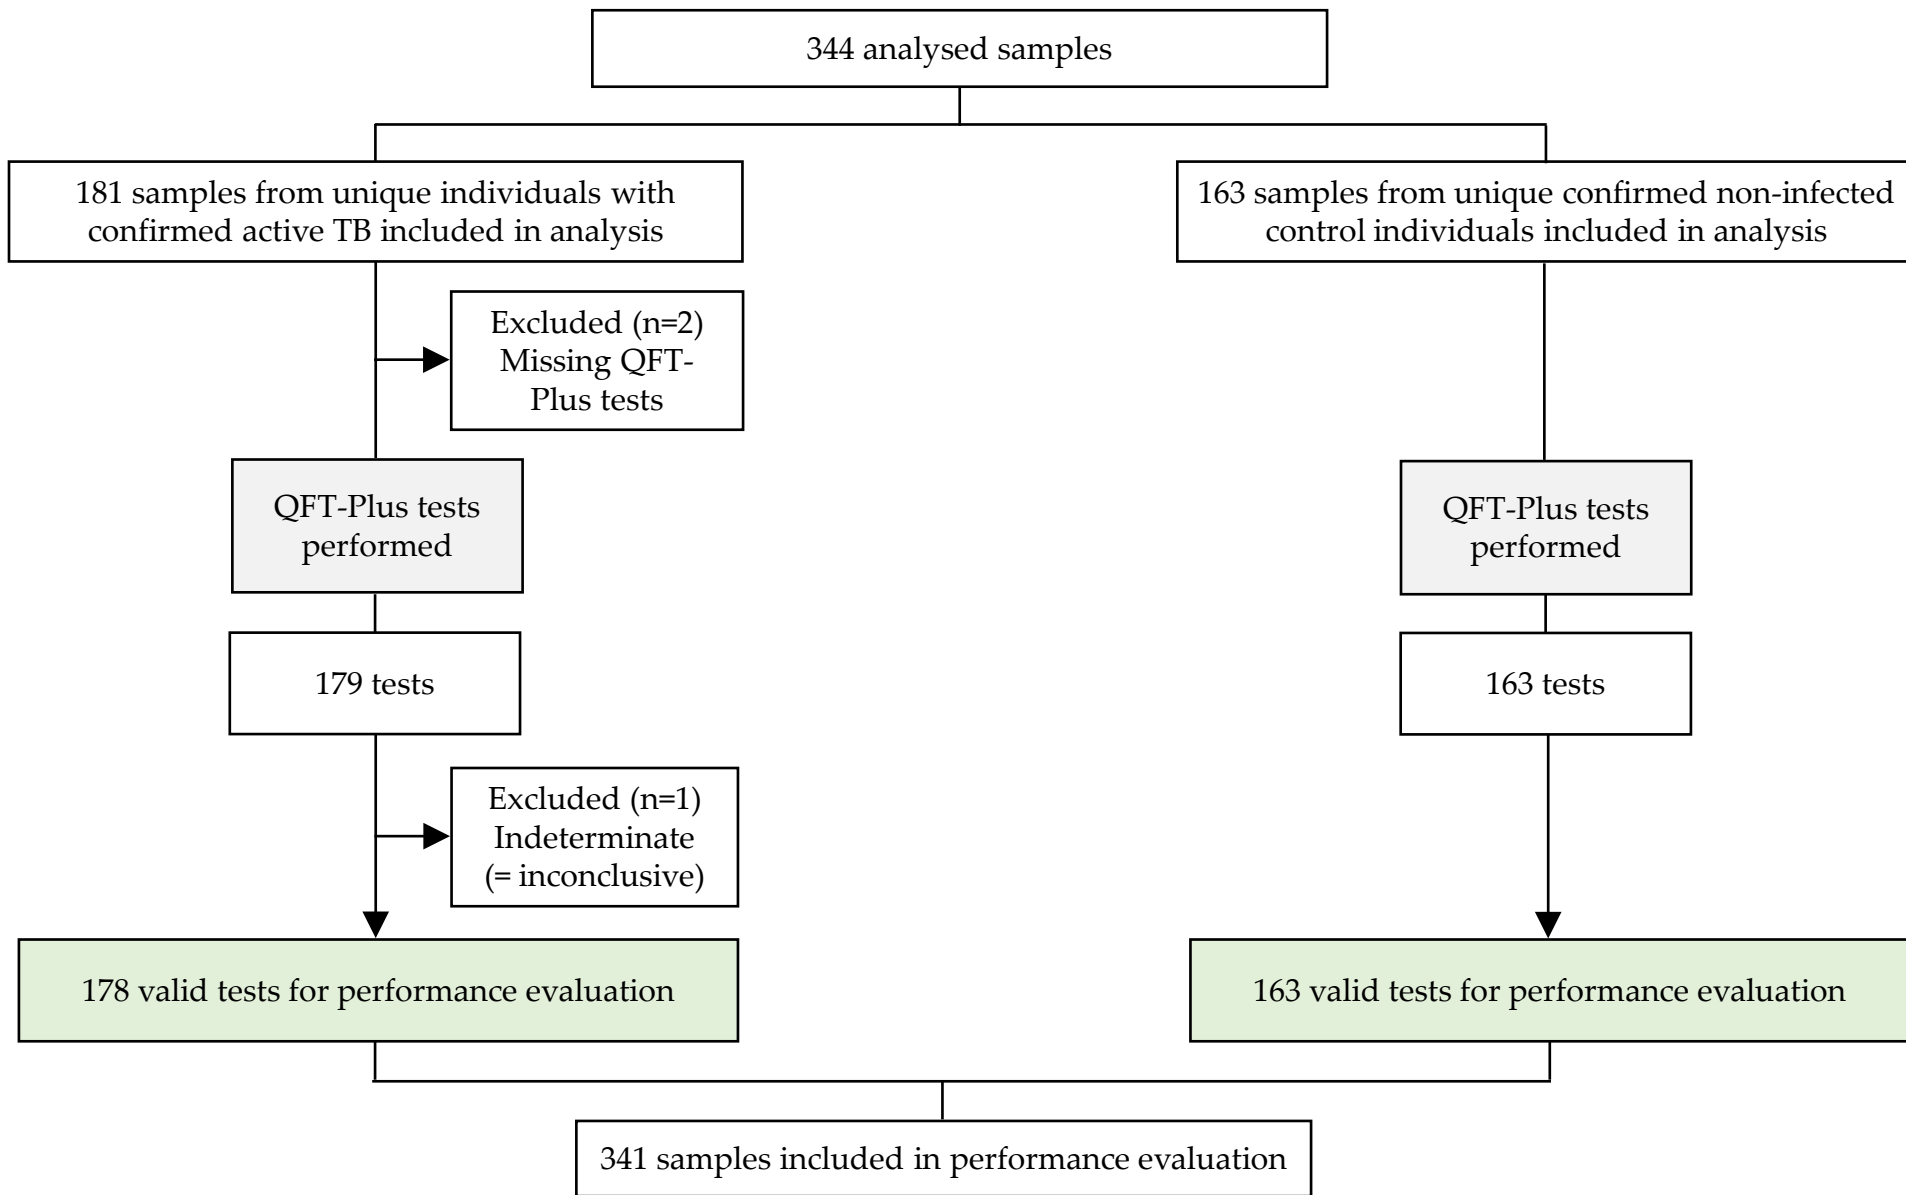 344 analysed samples
181 samples from unique individuals with
confirmed active TB included in analysis
163 samples from unique confirmed non-infected
control individuals included in analysis
Excluded (n=2)
Missing QFT-
Plus tests
QFT-Plus tests
performed
QFT-Plus tests
performed
179 tests
163 tests
Excluded (n=1)
Indeterminate
(= inconclusive)
178 valid tests for performance evaluation
163 valid tests for performance evaluation
341 samples included in performance evaluation